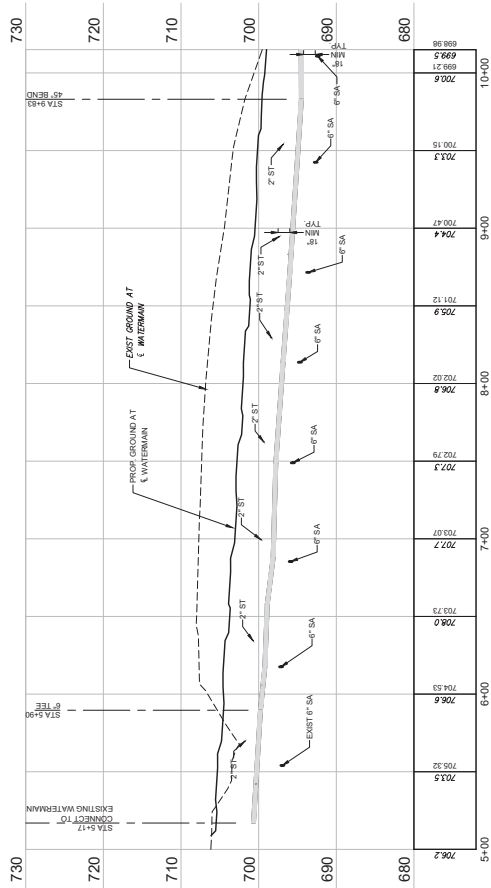 730
720
710
700
690
680
730
720
710
700
690
680
STA 5+17
CONNECT TO
EXISTING WATERMAIN
STA 5+90
6" TEE
STA 9+83
45° BEND
PROP. GROUND AT
℄ WATERMAIN
EXIST GROUND AT
℄ WATERMAIN
2" ST
2" ST
2" ST
2" ST
2" ST
2" ST
2" ST
EXIST 6" SA
6" SA
6" SA
6" SA
6" SA
6" SA
6" SA
6" SA
18"
MIN
TYP.
18"
MIN
TYP.
705.32
704.53
703.73
703.07
702.79
702.02
701.12
700.47
700.15
699.21
698.98
706.2
703.5
706.6
708.0
707.7
707.3
706.8
705.9
704.4
703.3
700.6
699.5
5+00
6+00
7+00
8+00
9+00
10+00